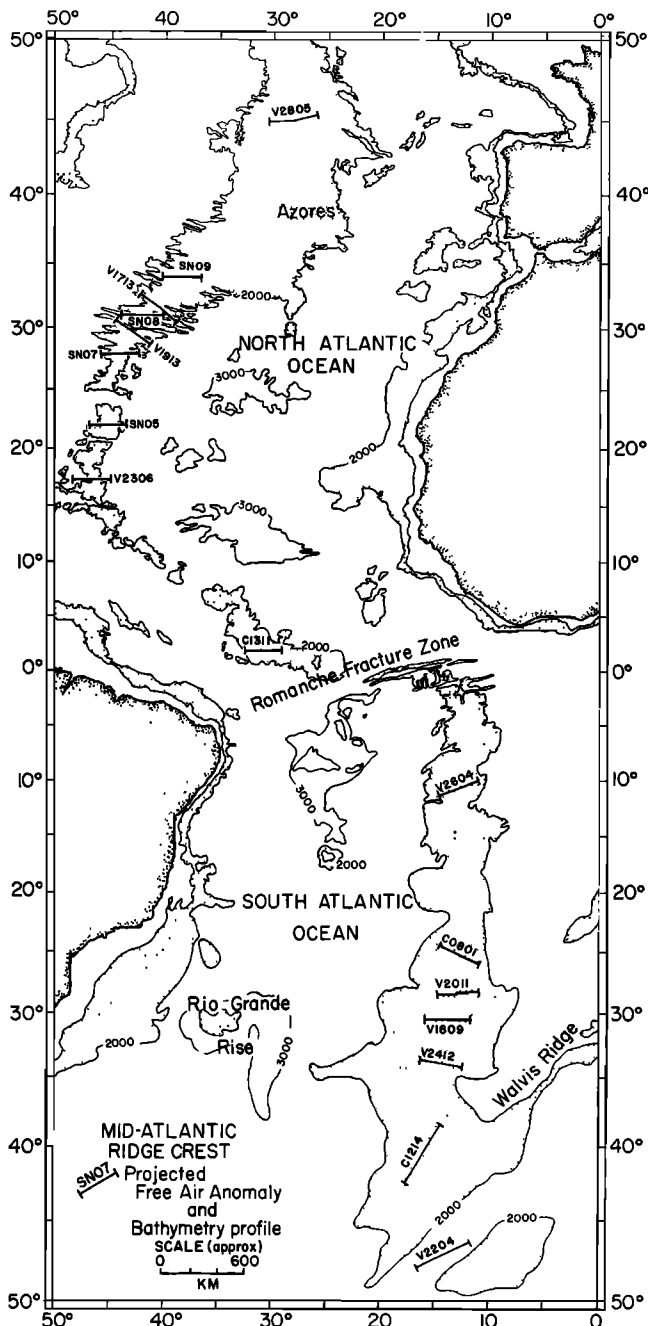 50° 40° 30° 20° 10° 0°
50° 50°
V2805
40° 40°
Azores
SN09
V1713
2000
SN08
30° 30°
NORTH ATLANTIC
OCEAN
V1913
SN07
3000
SN05
2000
20° 20°
V2306
3000
10° 10°
C1311
2000
Romanche Fracture Zone
0° 0°
10° 10°
V2604
3000
2000
20° 20°
SOUTH ATLANTIC
OCEAN
C0801
V2011
30° 30°
Rio Grande
Rise
V1609
2000
3000
V2412
Walvis Ridge
40° 40°
MID-ATLANTIC
RIDGE CREST
C1214
SN07
Projected
Free Air Anomaly
and
Bathymetry profile
SCALE (approx)
0 600
KM
2000
2000
V2204
50° 50°
50° 40° 30° 20° 10° 0